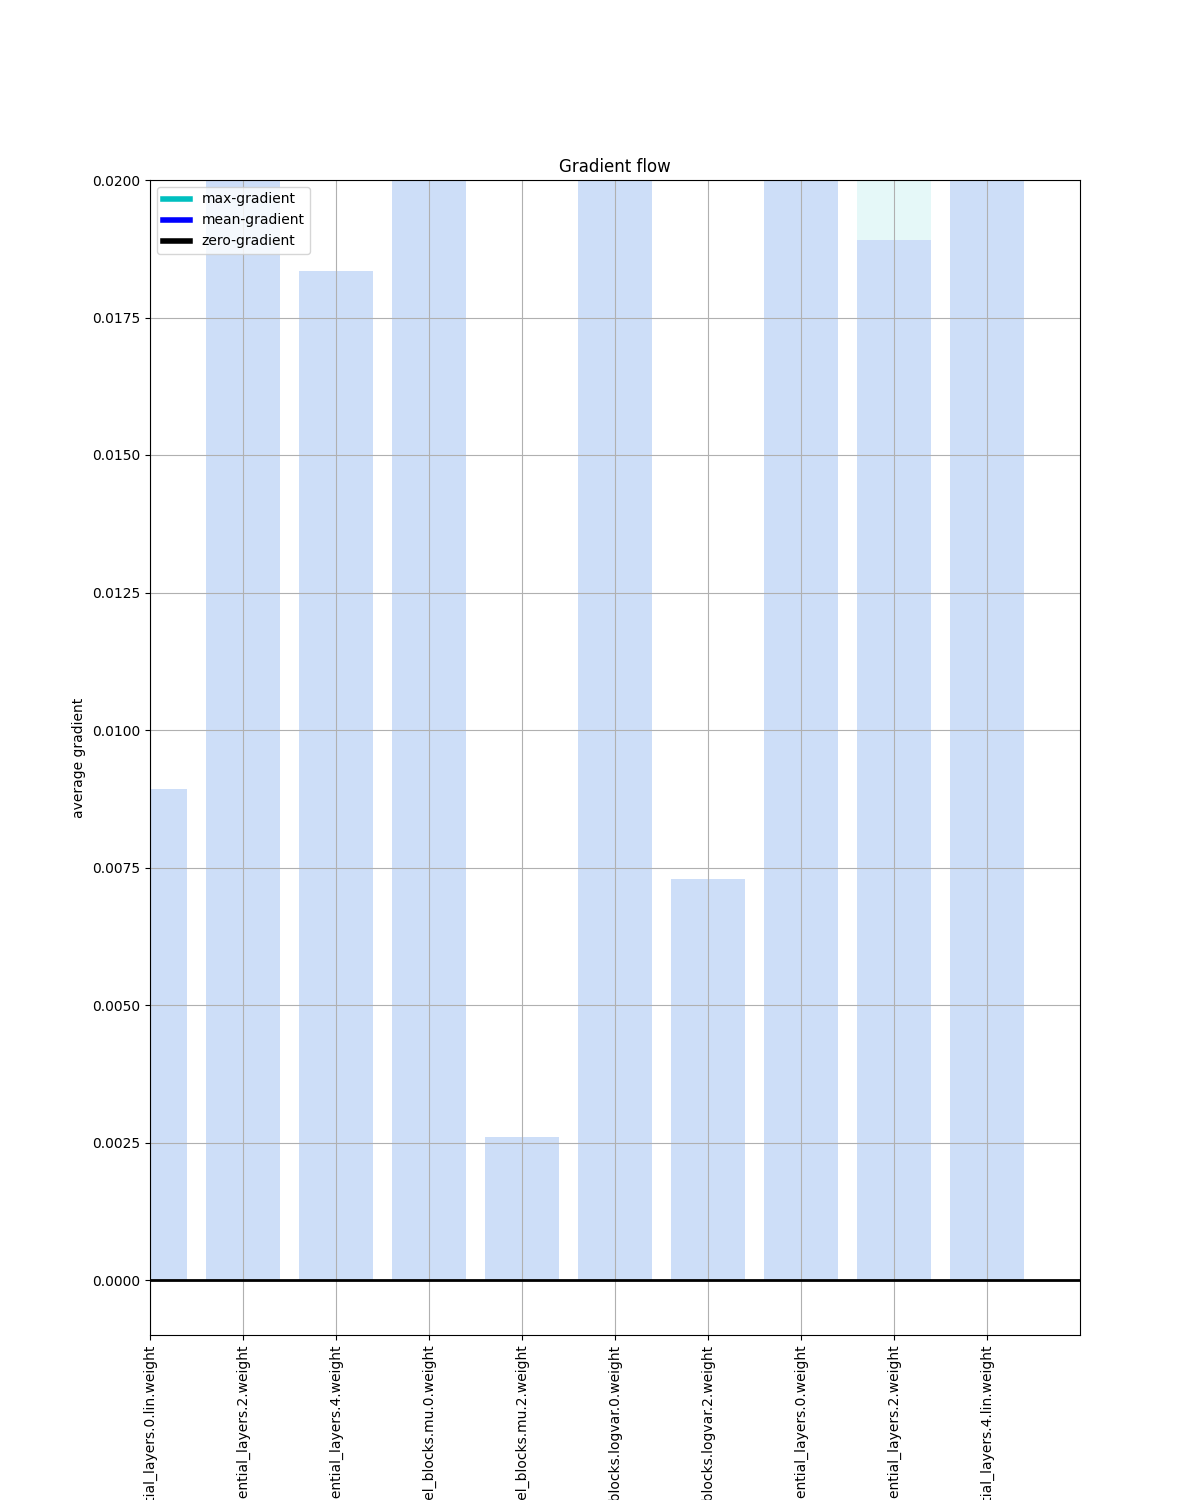 Gradient flow
max-gradient
mean-gradient
zero-gradient
0.0200
0.0175
0.0150
0.0125
0.0100
0.0075
0.0050
0.0025
0.0000
average gradient
tial_layers.0.lin.weight
ential_layers.2.weight
ential_layers.4.weight
el_blocks.mu.0.weight
el_blocks.mu.2.weight
blocks.logvar.0.weight
blocks.logvar.2.weight
ential_layers.0.weight
ential_layers.2.weight
tial_layers.4.lin.weight